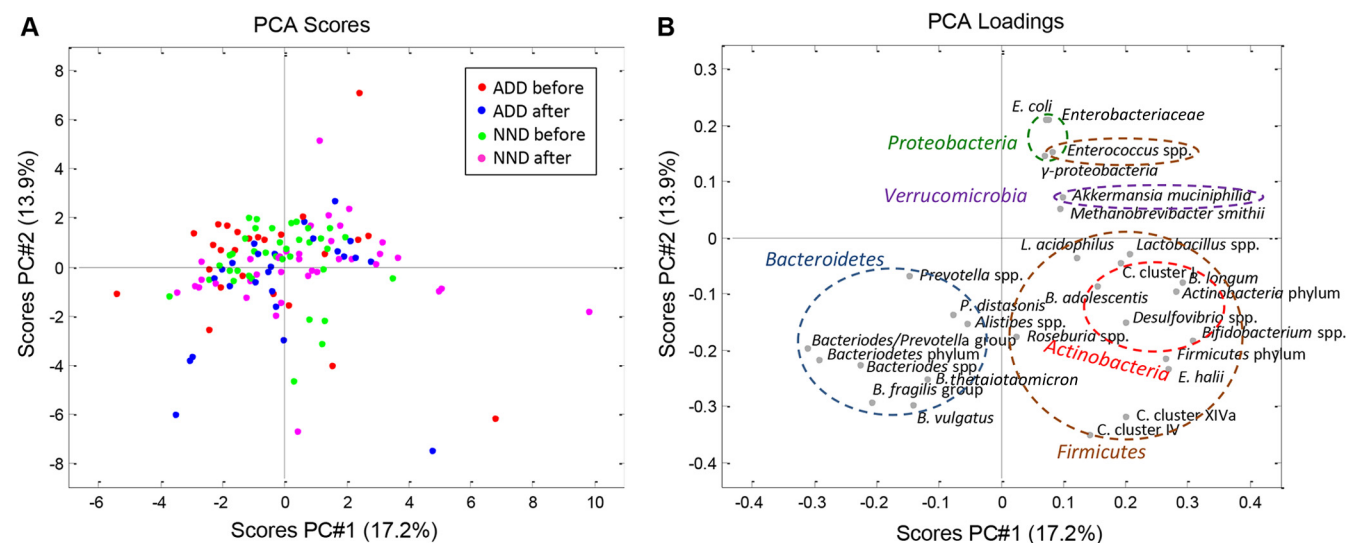 A
PCA Scores
Scores PC#2 (13.9%)
8
6
4
2
0
-2
-4
-6
-8
ADD before
ADD after
NND before
NND after
-6
-4
-2
0
2
4
6
8
10
Scores PC#1 (17.2%)
B
PCA Loadings
Scores PC#2 (13.9%)
0.3
0.2
0.1
0
-0.1
-0.2
-0.3
-0.4
E. coli
Enterobacteriaceae
Proteobacteria
Enterococcus spp.
γ-proteobacteria
Verrucomicrobia
Akkermansia muciniphilia
Methanobrevibacter smithii
L. acidophilus
Lactobacillus spp.
Bacteroidetes
Prevotella spp.
C. cluster I
B. longum
B. adolescentis
Actinobacteria phylum
P. distasonis
Alistibes spp.
Desulfovibrio spp.
Roseburia spp.
Bifidobacterium spp.
Bacteriodes/Prevotella group
Actinobacteria
Bacteriodetes phylum
Firmicutes phylum
Bacteriodes spp.
B. thetaiotaomicron
E. halii
B. fragilis group
B. vulgatus
C. cluster XIVa
C. cluster IV
Firmicutes
-0.4
-0.3
-0.2
-0.1
0
0.1
0.2
0.3
0.4
Scores PC#1 (17.2%)